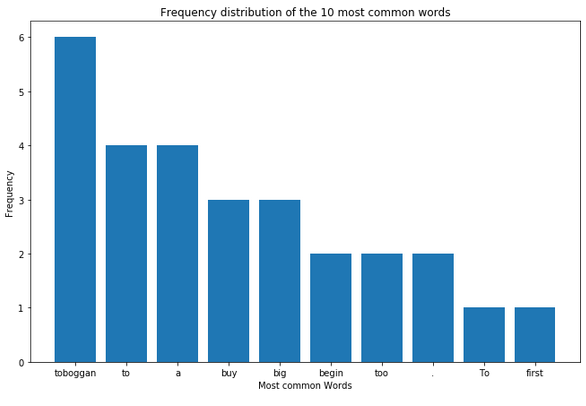 Frequency distribution of the 10 most common words
Frequency
6
5
4
3
2
1
0
toboggan to a buy big begin too . To first
Most common Words